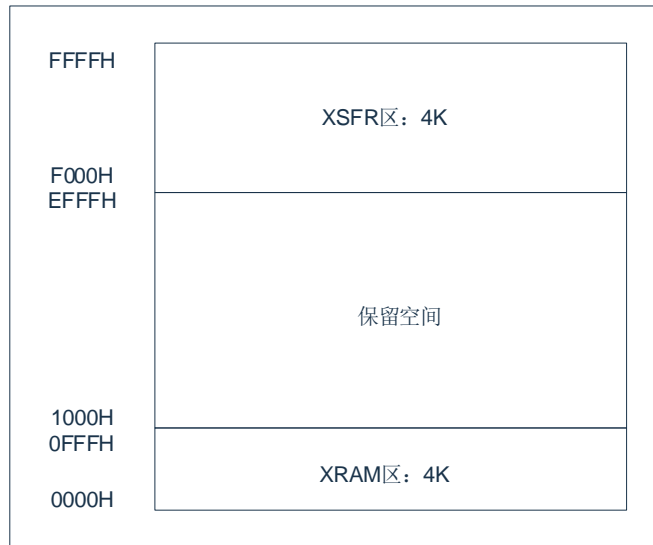 FFFFH
XSFR区：4K
F000H
EFFFH
保留空间
1000H
0FFFH
XRAM区：4K
0000H